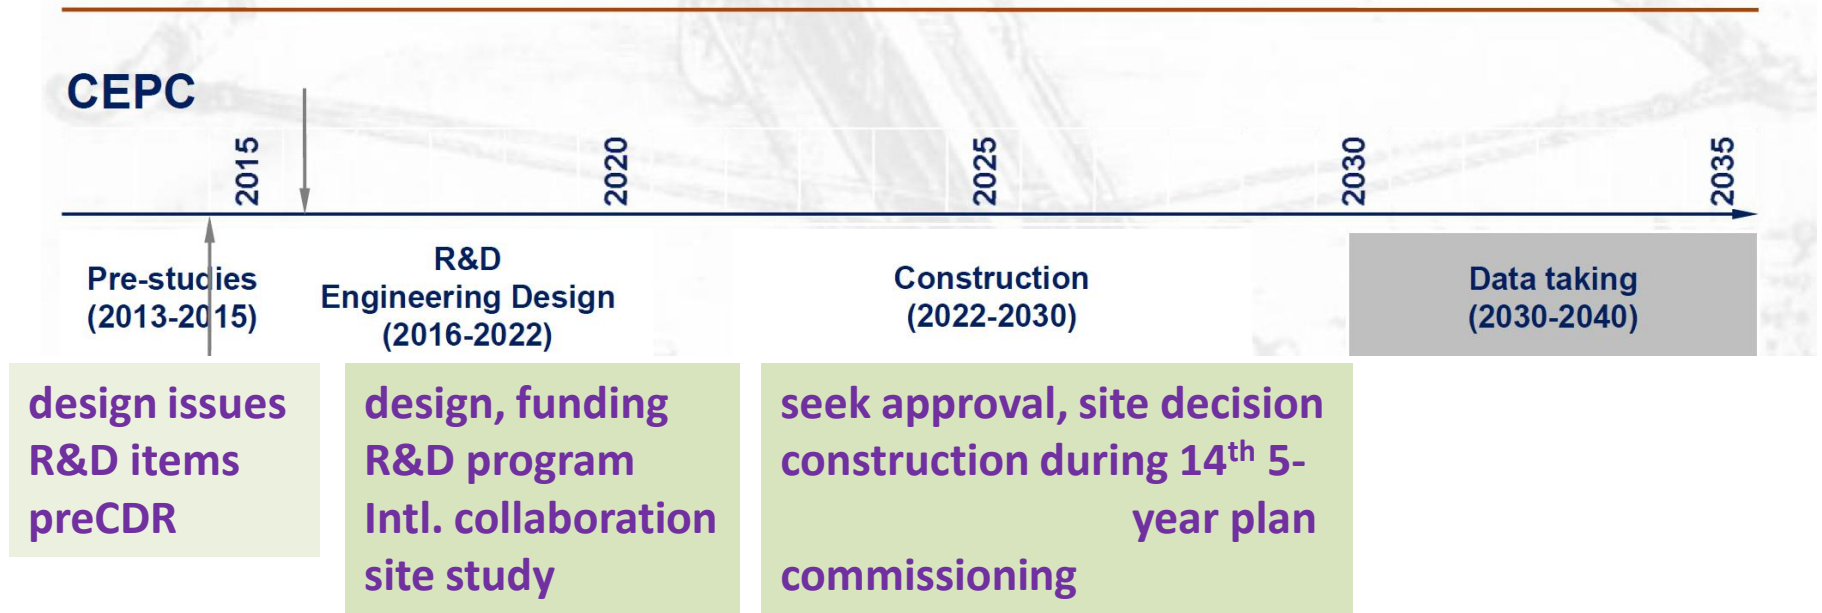 CEPC
2015
2020
2025
2030
2035
Pre-studies
(2013-2015)
R&D
Engineering Design
(2016-2022)
Construction
(2022-2030)
Data taking
(2030-2040)
design issues
R&D items
preCDR
design, funding
R&D program
Intl. collaboration
site study
seek approval, site decision
construction during 14th 5-
year plan
commissioning